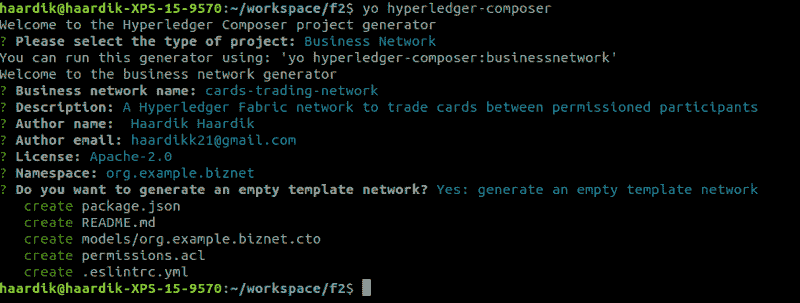 haardik@haardik-XPS-15-9570:~/workspace/f2$ yo hyperledger-composer
Welcome to the Hyperledger Composer project generator
? Please select the type of project: Business Network
You can run this generator using: 'yo hyperledger-composer:businessnetwork'
Welcome to the business network generator
? Business network name: cards-trading-network
? Description: A Hyperledger Fabric network to trade cards between permissioned participants
? Author name:  Haardik Haardik
? Author email: haardikk21@gmail.com
? License: Apache-2.0
? Namespace: org.example.biznet
? Do you want to generate an empty template network? Yes: generate an empty template network
   create package.json
   create README.md
   create models/org.example.biznet.cto
   create permissions.acl
   create .eslintrc.yml
haardik@haardik-XPS-15-9570:~/workspace/f2$